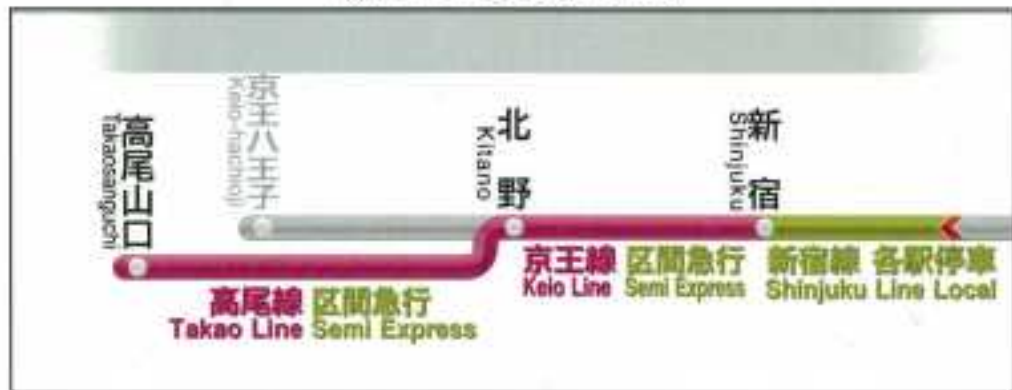 高尾山口
Takaosanguchi
京王八王子
Keio-hachioji
北野
Kitano
新宿
Shinjuku
京王線 区間急行
Keio Line Semi Express
新宿線 各駅停車
Shinjuku Line Local
高尾線 区間急行
Takao Line Semi Express